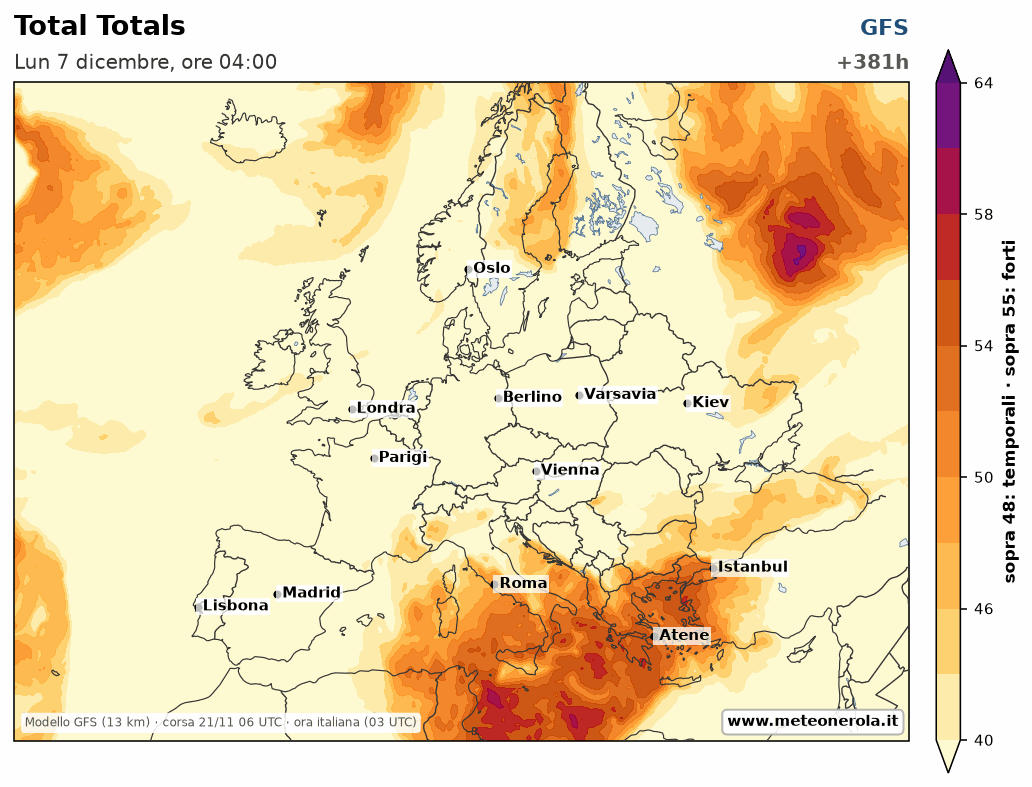 Total Totals
GFS
Lun 7 dicembre, ore 04:00
+381h
64
58
54
50
46
40
sopra 48: temporali · sopra 55: forti
Oslo
Londra
Berlino
Varsavia
Kiev
Parigi
Vienna
Istanbul
Roma
Madrid
Lisbona
Atene
Modello GFS (13 km) · corsa 21/11 06 UTC · ora italiana (03 UTC)
www.meteonerola.it